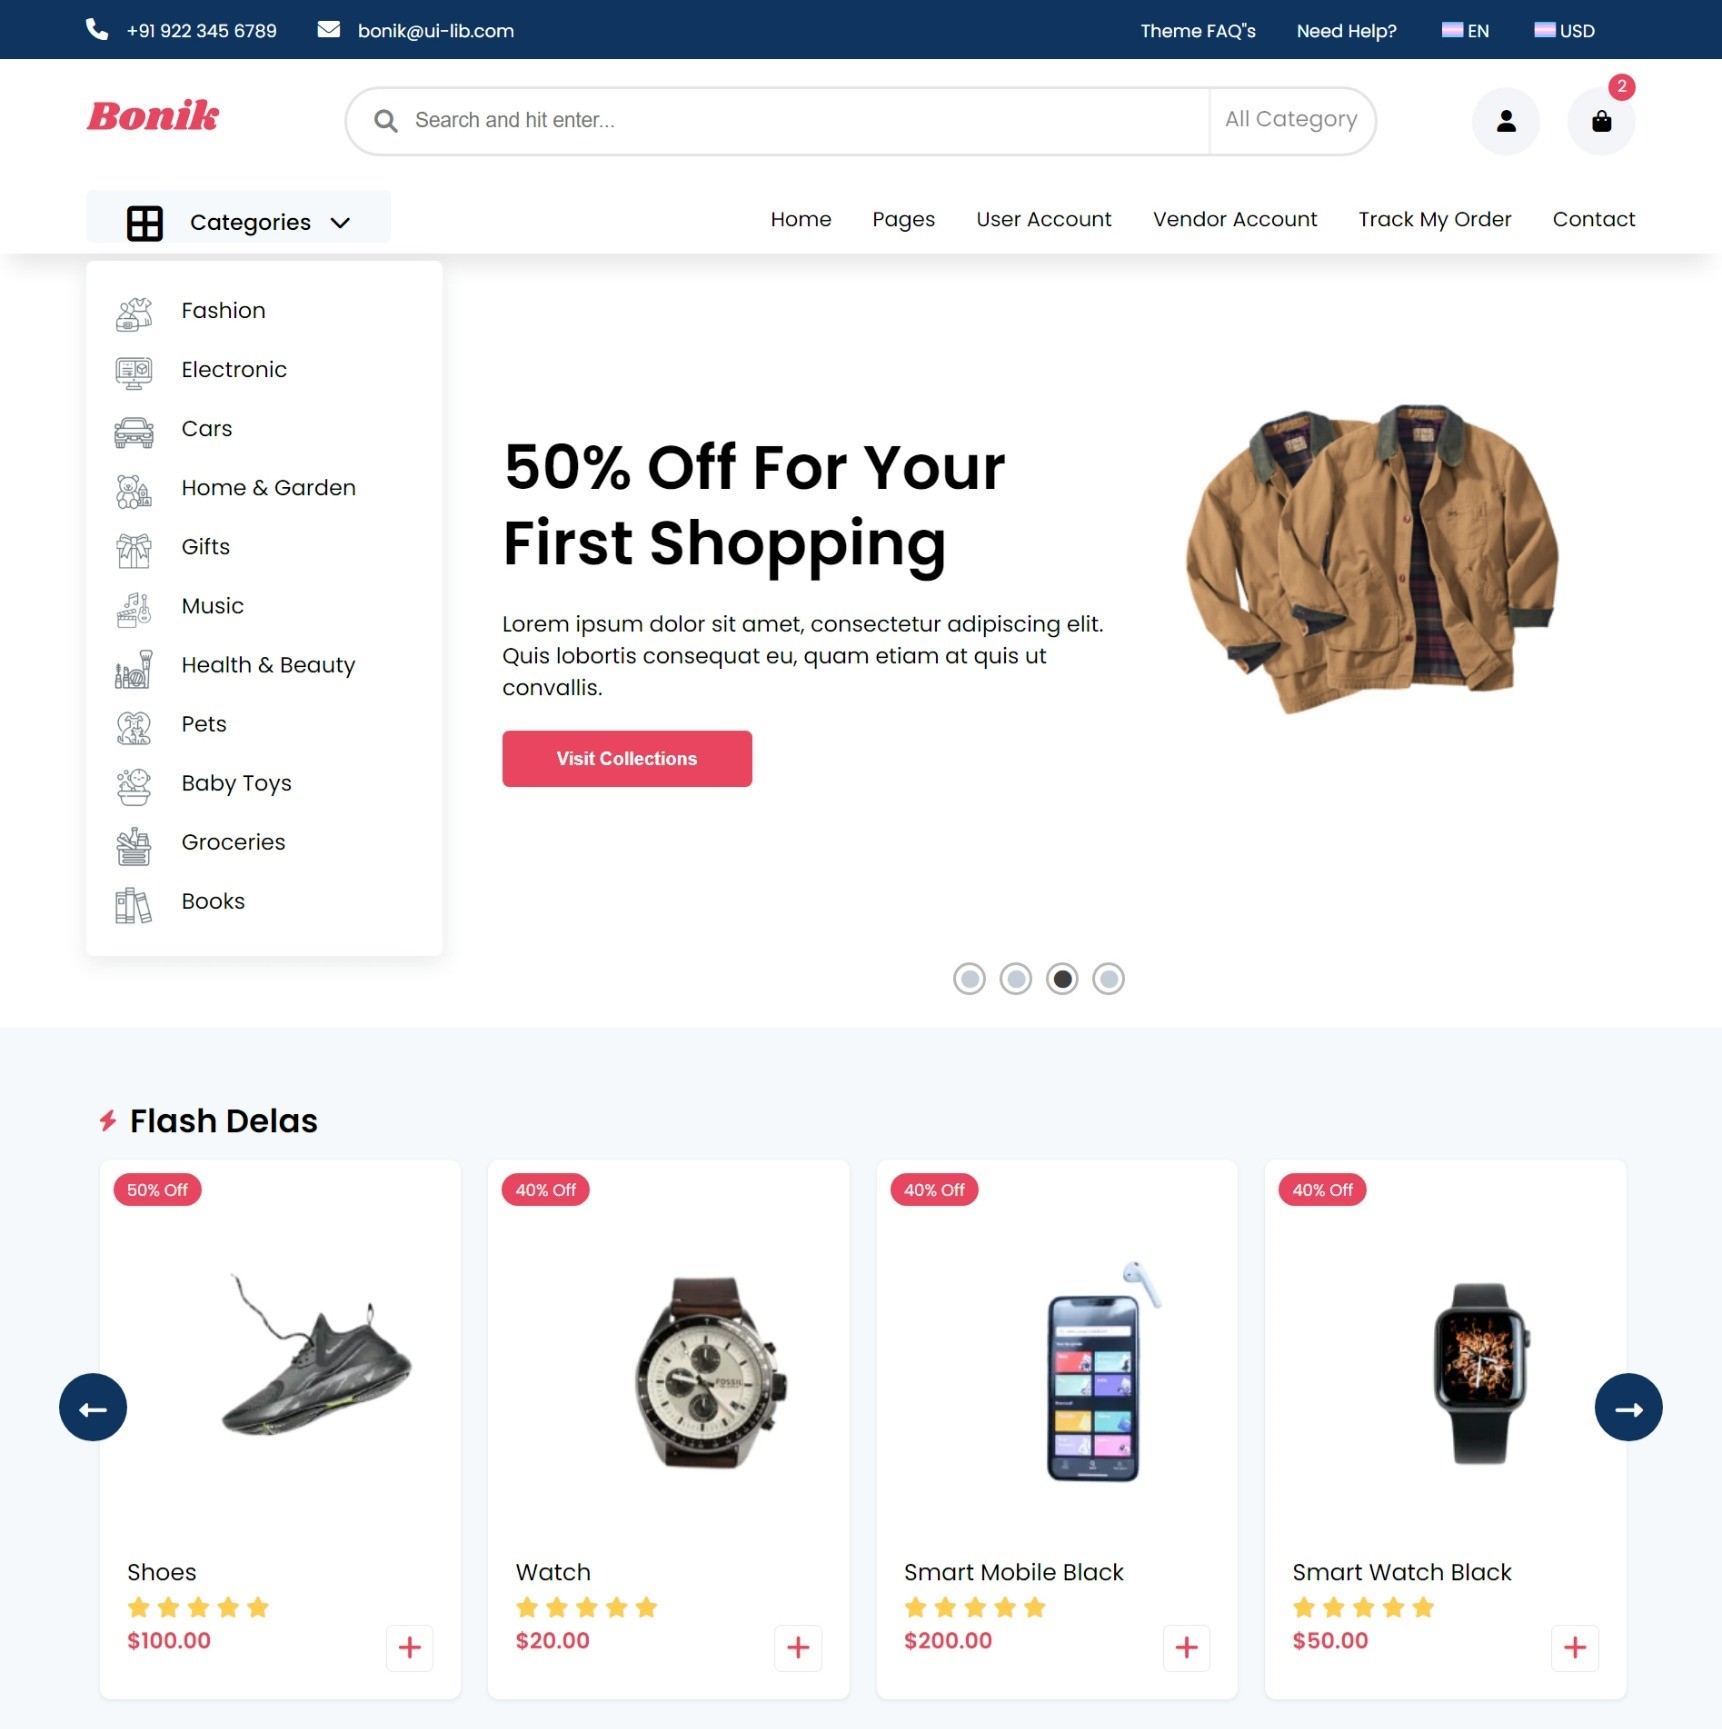 +91 922 345 6789
bonik@ui-lib.com
Theme FAQ"s
Need Help?
EN
USD
Bonik
Search and hit enter...
All Category
2
Categories
Home
Pages
User Account
Vendor Account
Track My Order
Contact
Fashion
Electronic
Cars
Home & Garden
Gifts
Music
Health & Beauty
Pets
Baby Toys
Groceries
Books
50% Off For Your
First Shopping
Lorem ipsum dolor sit amet, consectetur adipiscing elit.
Quis lobortis consequat eu, quam etiam at quis ut
convallis.
Visit Collections
Flash Delas
50% Off
40% Off
40% Off
40% Off
FOSSIL
Shoes
Watch
Smart Mobile Black
Smart Watch Black
$100.00
$20.00
$200.00
$50.00